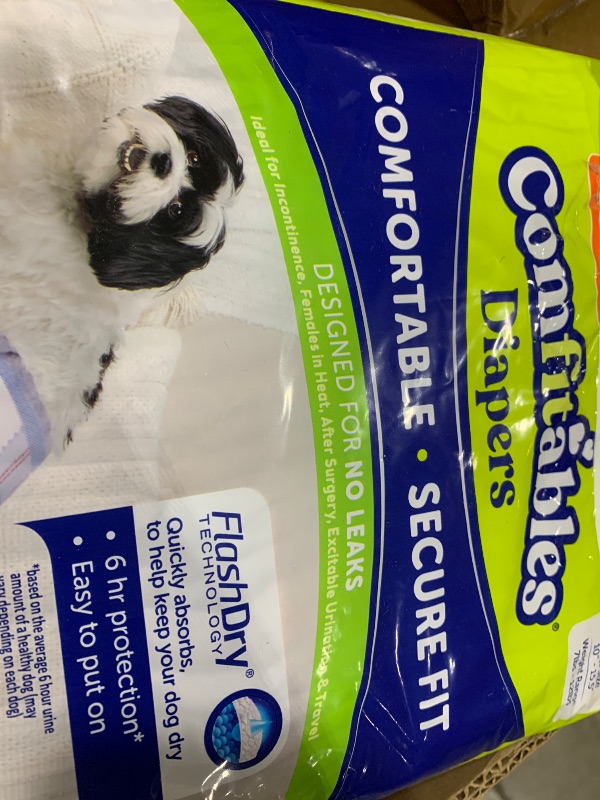 Comfitables®
Diapers
COMFORTABLE • SECURE FIT
DESIGNED FOR NO LEAKS
Ideal for Incontinence, Females in Heat, After Surgery, Excitable Urination & Travel
FlashDry®
TECHNOLOGY
Quickly absorbs,
to help keep your dog dry
• 6 hr protection*
• Easy to put on
*based on the average 6 hour urine
amount of a healthy dog (may
vary depending on each dog)